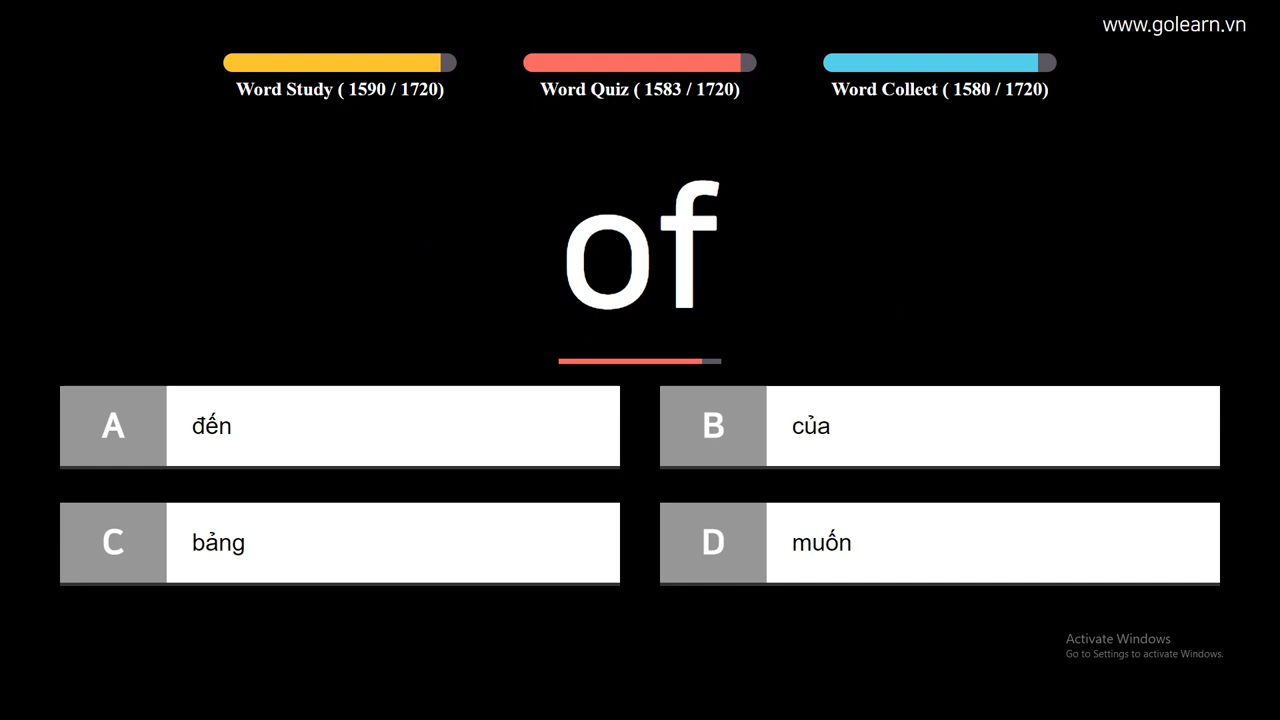 www.golearn.vn
Word Study ( 1590 / 1720)
Word Quiz ( 1583 / 1720)
Word Collect ( 1580 / 1720)
of
A đến
B của
C bảng
D muốn
Activate Windows
Go to Settings to activate Windows.